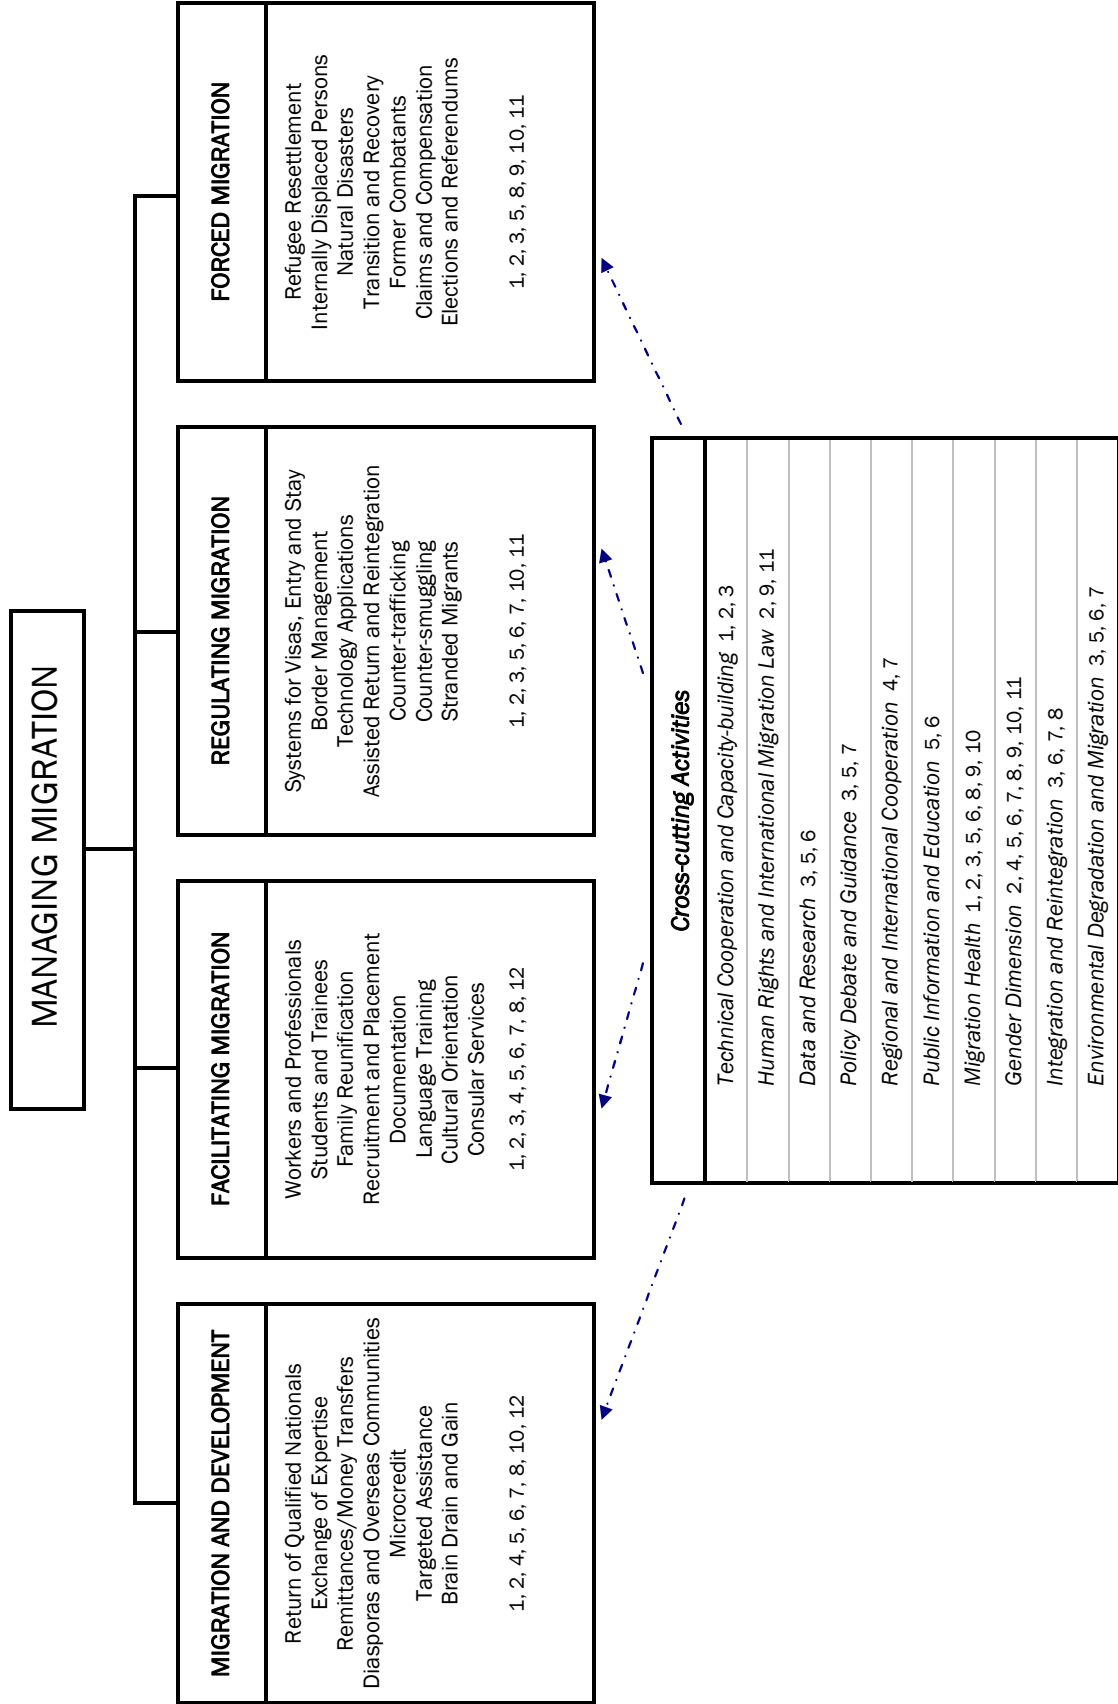 MANAGING MIGRATION
MIGRATION AND DEVELOPMENT
Return of Qualified Nationals
Exchange of Expertise
Remittances/Money Transfers
Diasporas and Overseas Communities
Microcredit
Targeted Assistance
Brain Drain and Gain
1, 2, 4, 5, 6, 7, 8, 10, 12
FACILITATING MIGRATION
Workers and Professionals
Students and Trainees
Family Reunification
Recruitment and Placement
Documentation
Language Training
Cultural Orientation
Consular Services
1, 2, 3, 4, 5, 6, 7, 8, 12
REGULATING MIGRATION
Systems for Visas, Entry and Stay
Border Management
Technology Applications
Assisted Return and Reintegration
Counter-trafficking
Counter-smuggling
Stranded Migrants
1, 2, 3, 5, 6, 7, 10, 11
FORCED MIGRATION
Refugee Resettlement
Internally Displaced Persons
Natural Disasters
Transition and Recovery
Former Combatants
Claims and Compensation
Elections and Referendums
1, 2, 3, 5, 8, 9, 10, 11
Cross-cutting Activities
Technical Cooperation and Capacity-building 1, 2, 3
Human Rights and International Migration Law 2, 9, 11
Data and Research 3, 5, 6
Policy Debate and Guidance 3, 5, 7
Regional and International Cooperation 4, 7
Public Information and Education 5, 6
Migration Health 1, 2, 3, 5, 6, 8, 9, 10
Gender Dimension 2, 4, 5, 6, 7, 8, 9, 10, 11
Integration and Reintegration 3, 6, 7, 8
Environmental Degradation and Migration 3, 5, 6, 7